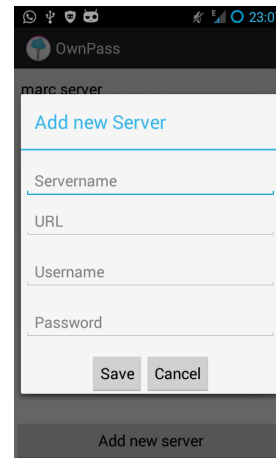 23:0
OwnPass
marc server
Add new Server
Servername
URL
Username
Password
Save Cancel
Add new server